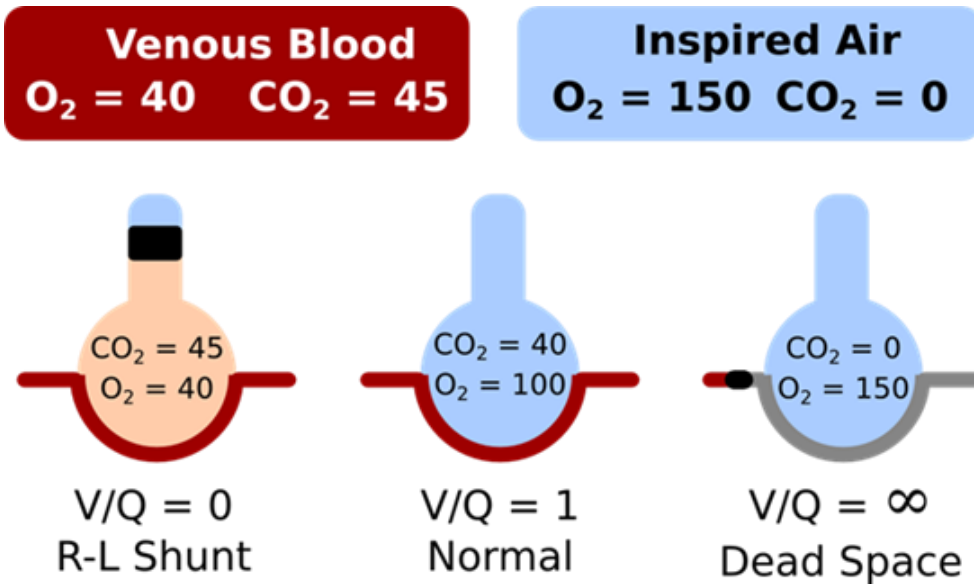 Venous Blood
O₂ = 40 CO₂ = 45
Inspired Air
O₂ = 150 CO₂ = 0
CO₂ = 45
O₂ = 40
V/Q = 0
R-L Shunt
CO₂ = 40
O₂ = 100
V/Q = 1
Normal
CO₂ = 0
O₂ = 150
V/Q = ∞
Dead Space